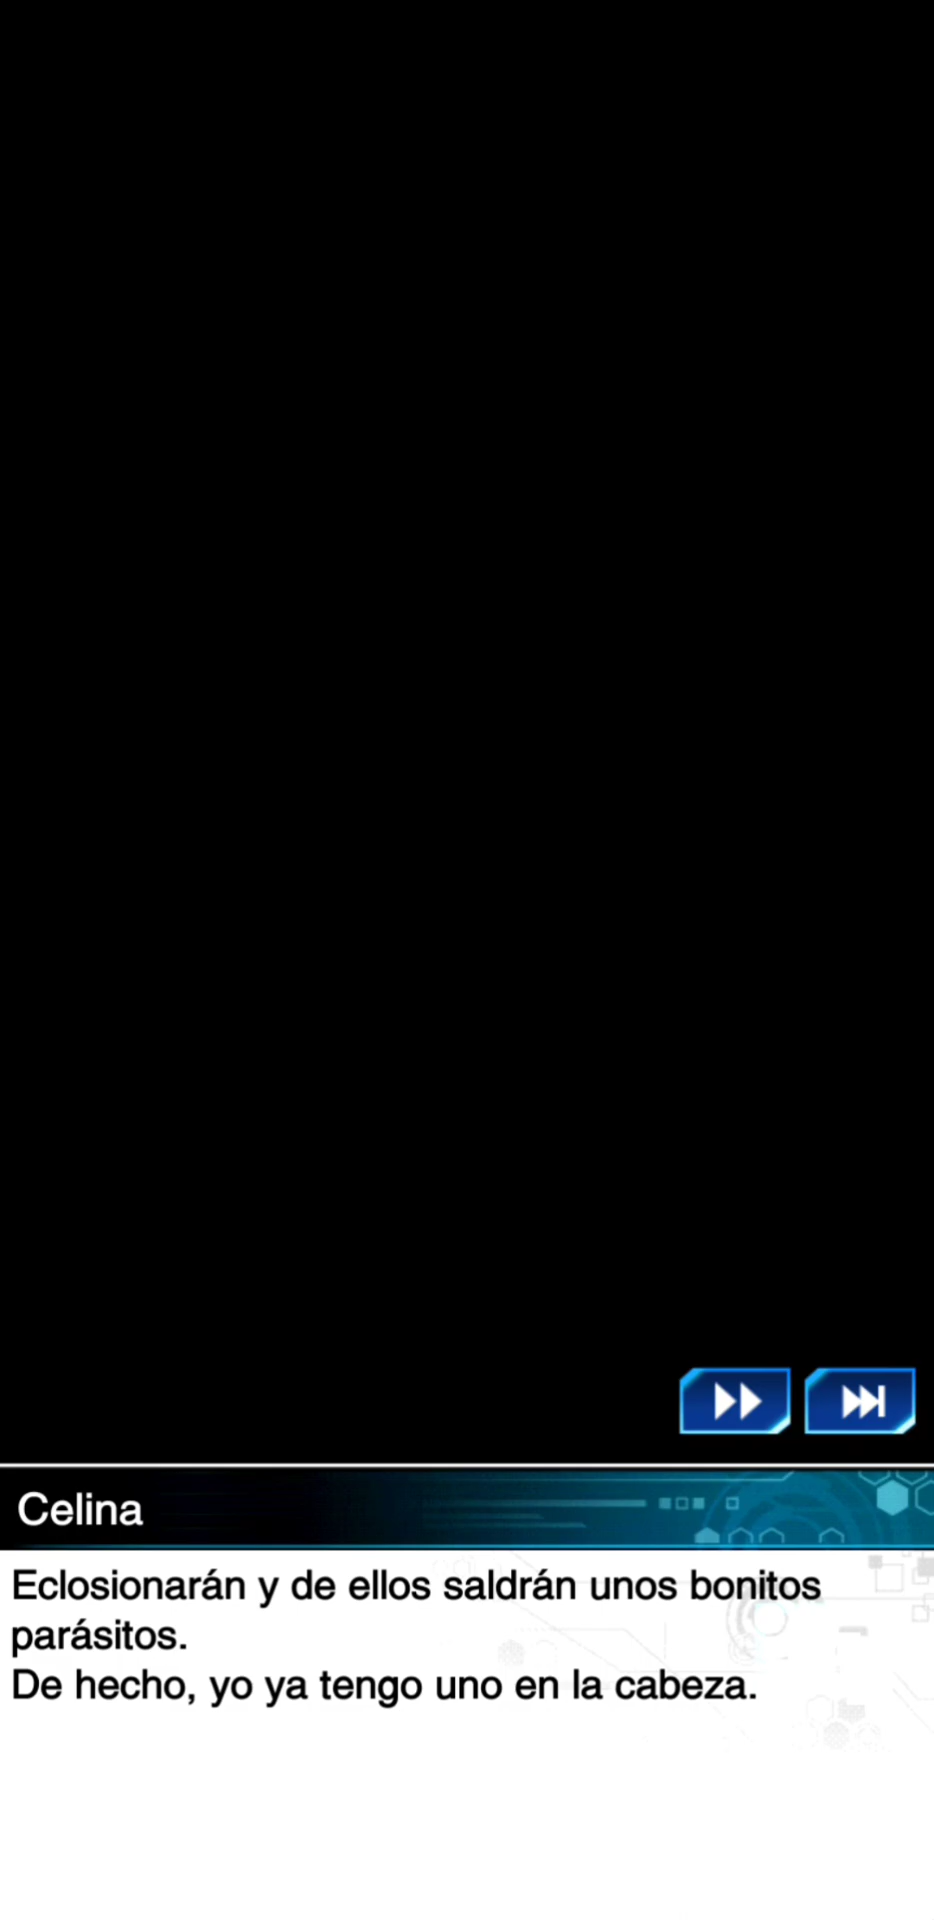 Celina
Eclosionarán y de ellos saldrán unos bonitos
parásitos.
De hecho, yo ya tengo uno en la cabeza.